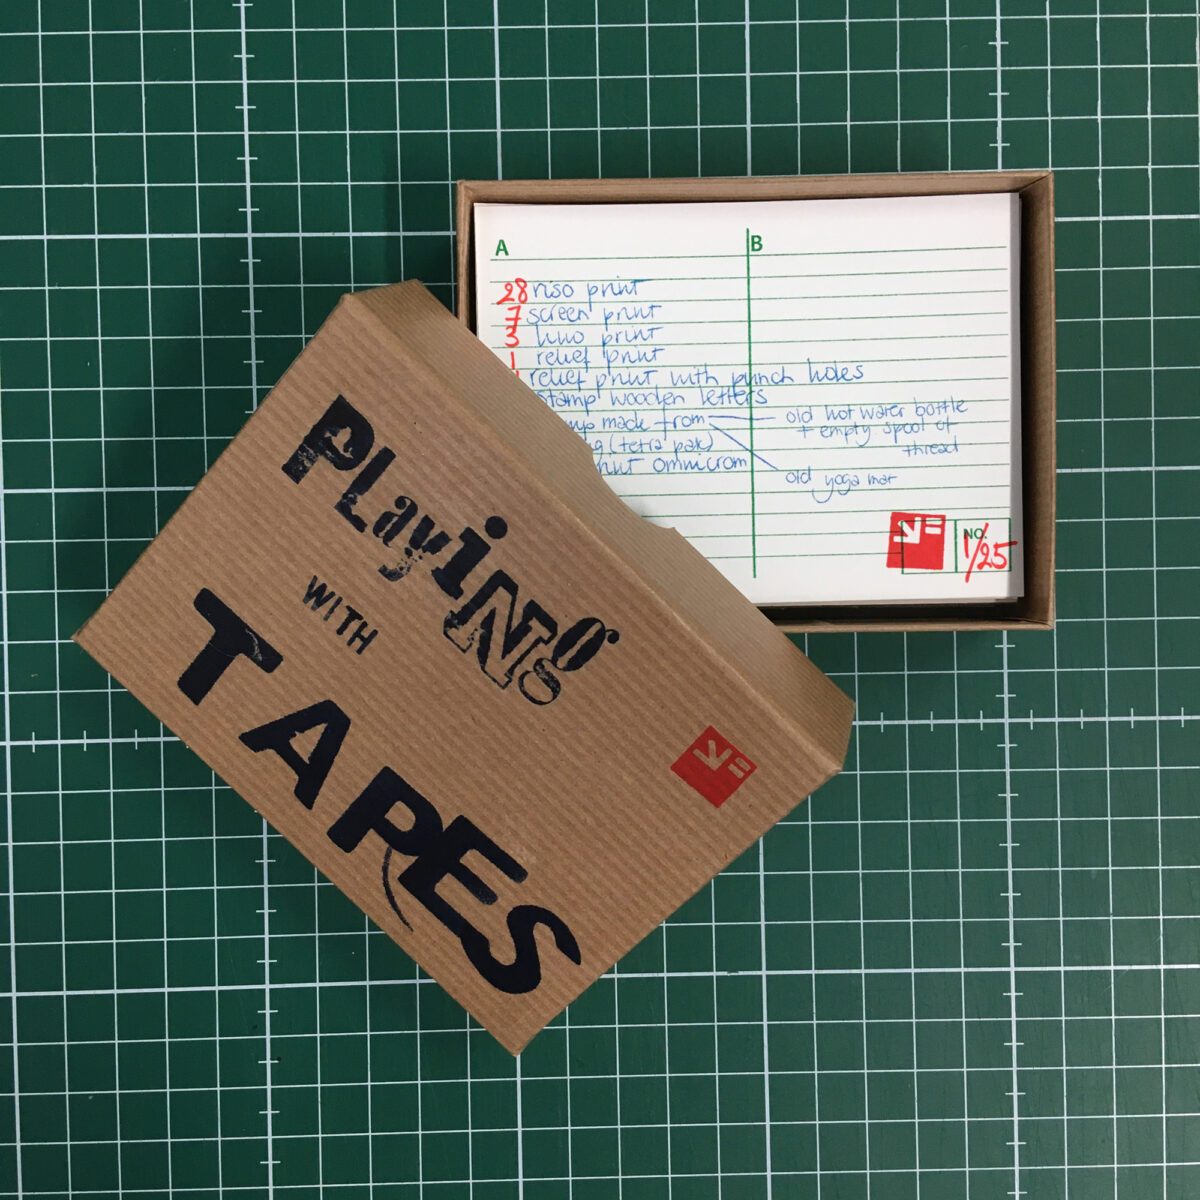 A
B
28 riso print
7 screen print
3 lino print
1 relief print
relief print with punch holes
stamp wooden letters
made from
old hot water bottle
+ empty spool of
thread
(tetra pak)
print omnicrom
old yoga mat
NO.
1/25
PLayiNg
WITH
TAPES